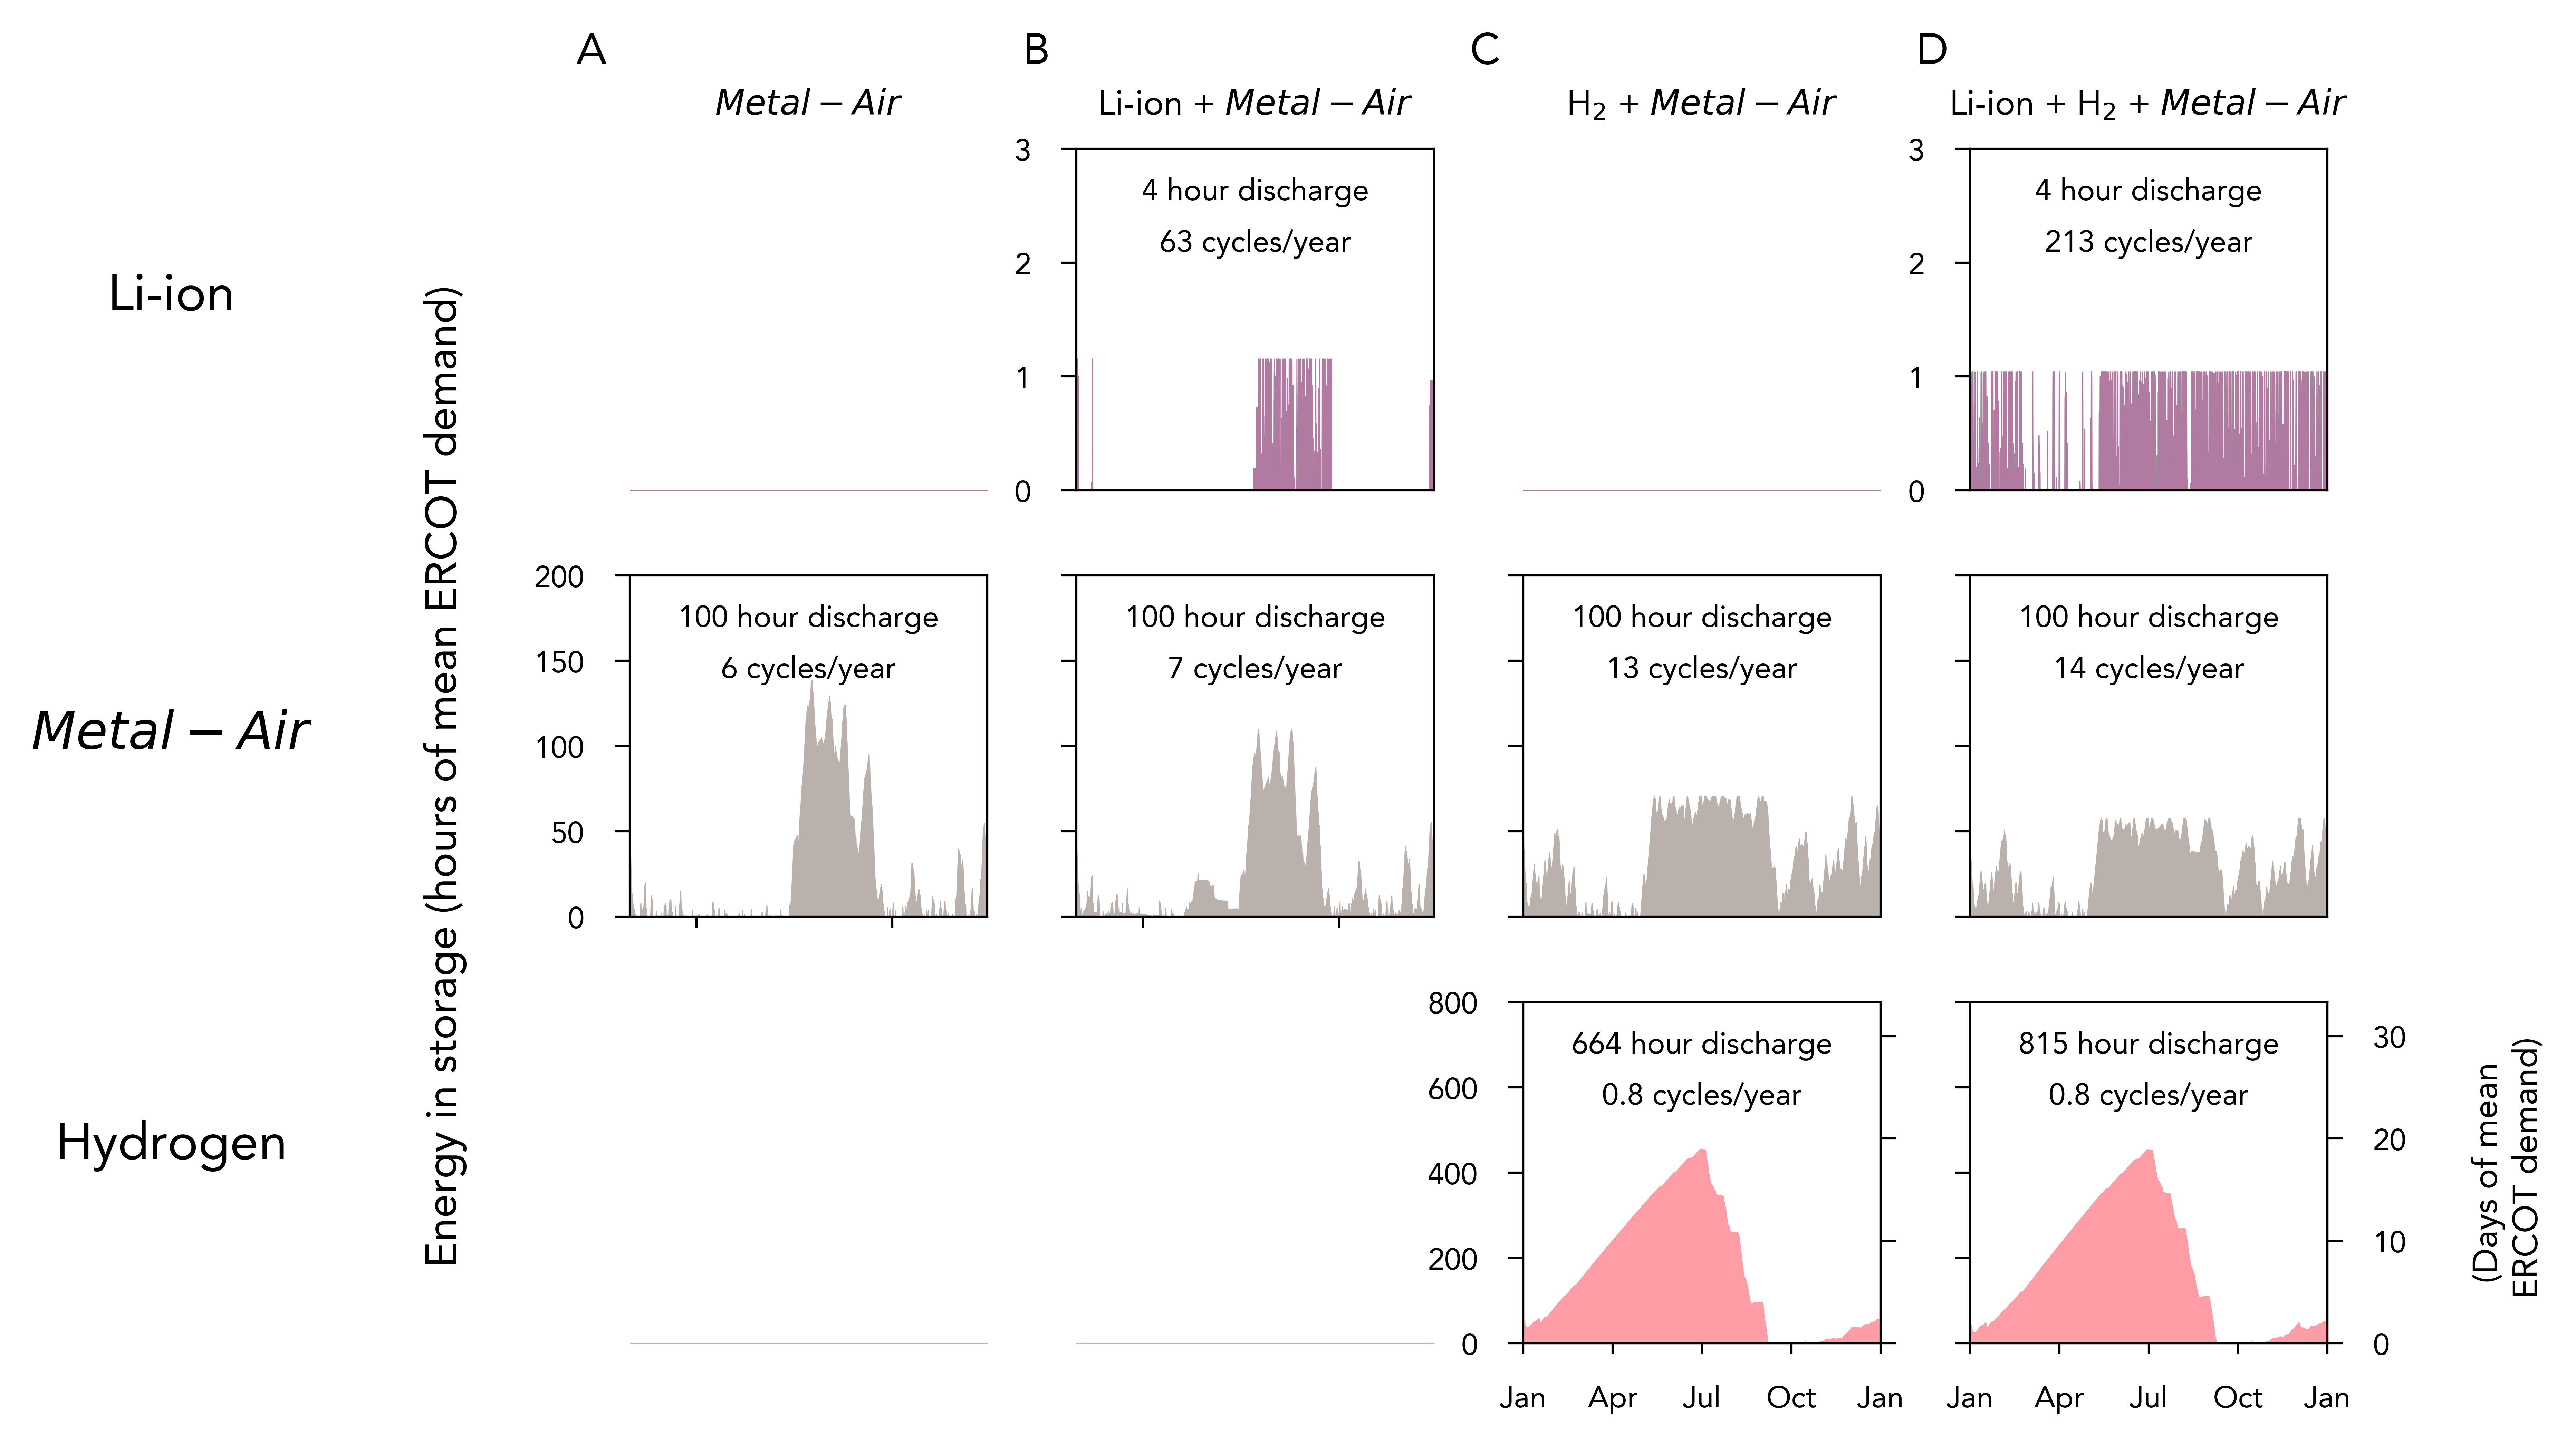 A
B
C
D
Metal – Air
Li-ion + Metal – Air
H₂ + Metal – Air
Li-ion + H₂ + Metal – Air
Li-ion
Metal – Air
Hydrogen
Energy in storage (hours of mean ERCOT demand)
3
2
1
0
4 hour discharge
63 cycles/year
3
2
1
0
4 hour discharge
213 cycles/year
200
150
100
50
0
100 hour discharge
6 cycles/year
100 hour discharge
7 cycles/year
100 hour discharge
13 cycles/year
100 hour discharge
14 cycles/year
800
600
400
200
0
664 hour discharge
0.8 cycles/year
Jan Apr Jul Oct Jan
815 hour discharge
0.8 cycles/year
Jan Apr Jul Oct Jan
30
20
10
0
(Days of mean
ERCOT demand)